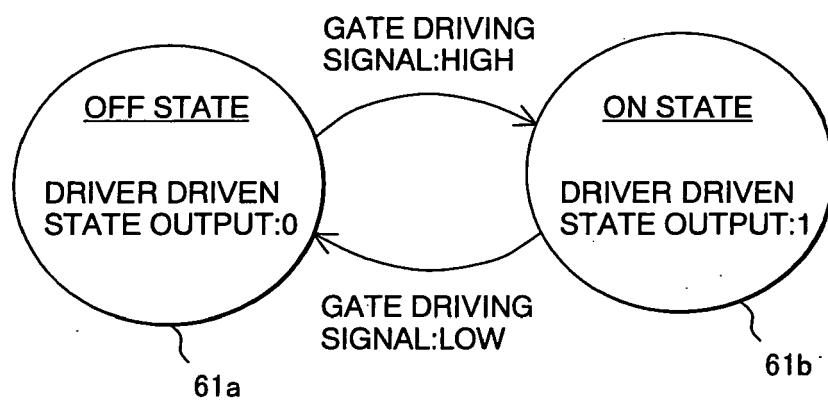 GATE DRIVING
SIGNAL:HIGH
OFF STATE
DRIVER DRIVEN
STATE OUTPUT:0
ON STATE
DRIVER DRIVEN
STATE OUTPUT:1
GATE DRIVING
SIGNAL:LOW
61a
61b